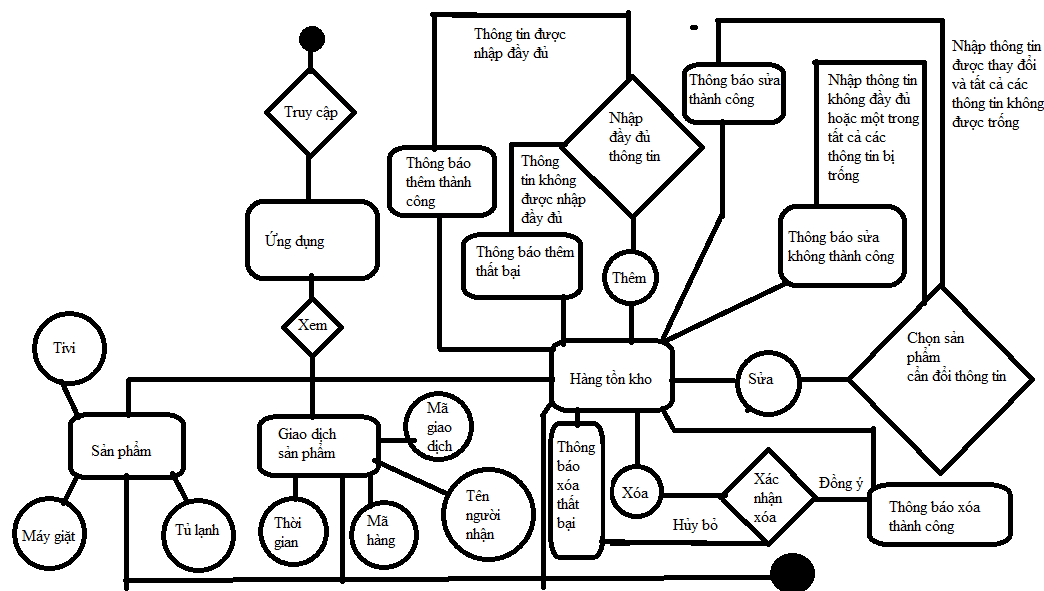 Thông tin được
nhập đầy đủ
Nhập thông tin
được thay đổi
và tất cả các
thông tin không
được trống
Thông báo sửa
thành công
Nhập thông tin
không đầy đủ
hoặc một trong
tất cả các
thông tin bị
trống
Truy cập
Nhập
đầy đủ
thông tin
Thông báo
thêm thành
công
Thông
tin không
được nhập
đầy đủ
Ứng dụng
Thông báo thêm
thất bại
Thêm
Thông báo sửa
không thành công
Xem
Tivi
Hàng tồn kho
Sửa
Chọn sản
phẩm
cẩn đổi thông tin
Sản phẩm
Giao dịch
sản phẩm
Mã
giao
dịch
Thông
báo
xóa
thất
bại
Xóa
Xác
nhận
xóa
Đồng ý
Thông báo xóa
thành công
Máy giặt
Tủ lạnh
Thời
gian
Mã
hàng
Tên
người
nhận
Hủy bỏ